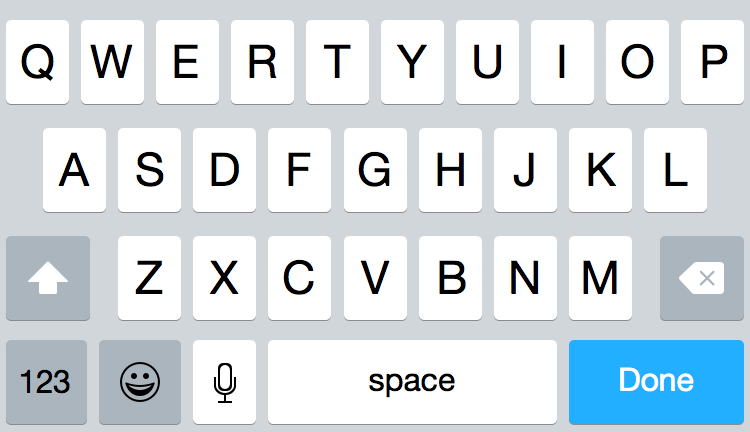 Q W E R T Y U I O P
A S D F G H J K L
Z X C V B N M
123 space Done